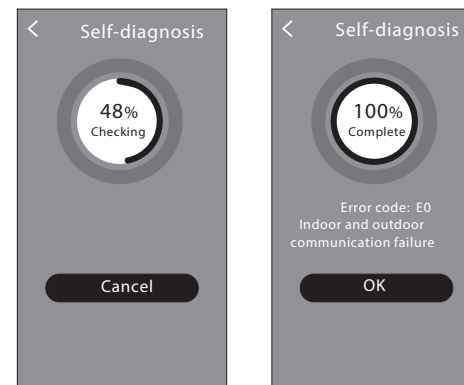 Self-diagnosis
48%
Checking
Cancel
Self-diagnosis
100%
Complete
Error code: E0
Indoor and outdoor
communication failure
OK